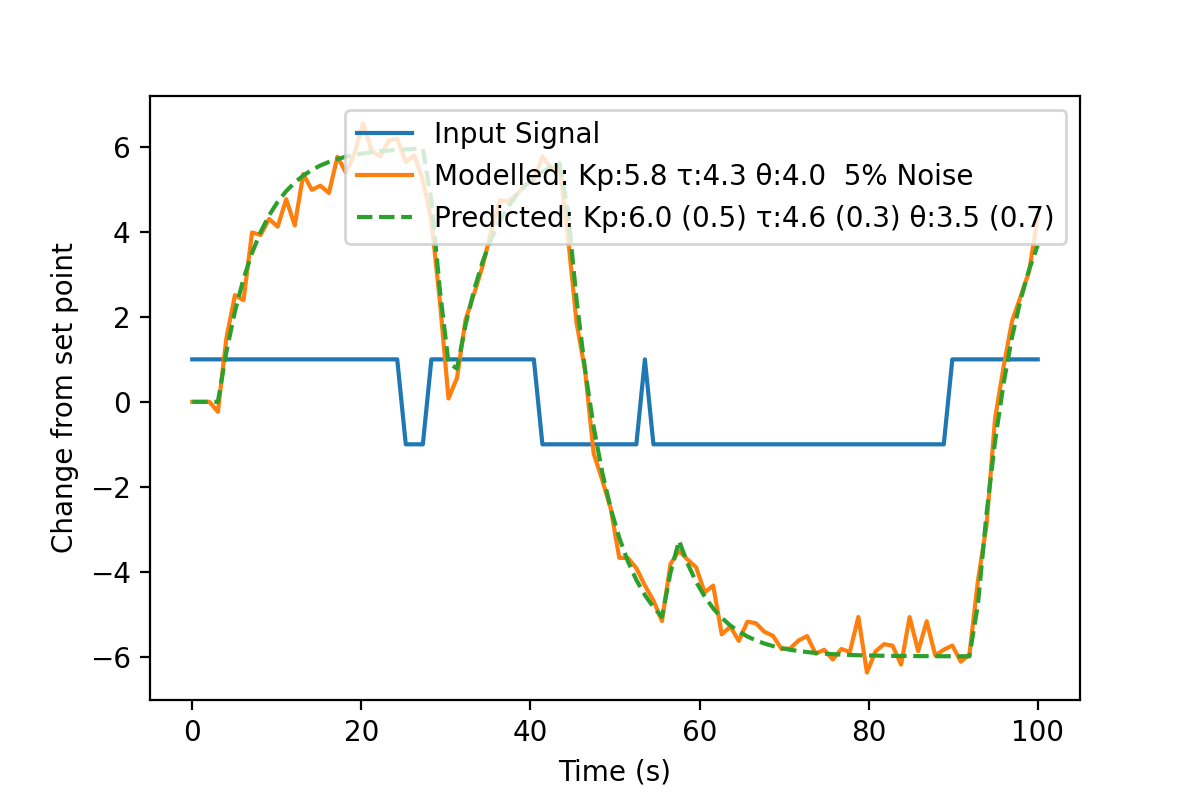 Input Signal
Modelled: Kp:5.8 τ:4.3 θ:4.0  5% Noise
Predicted: Kp:6.0 (0.5) τ:4.6 (0.3) θ:3.5 (0.7)
Change from set point
6
4
2
0
−2
−4
−6
0 20 40 60 80 100
Time (s)